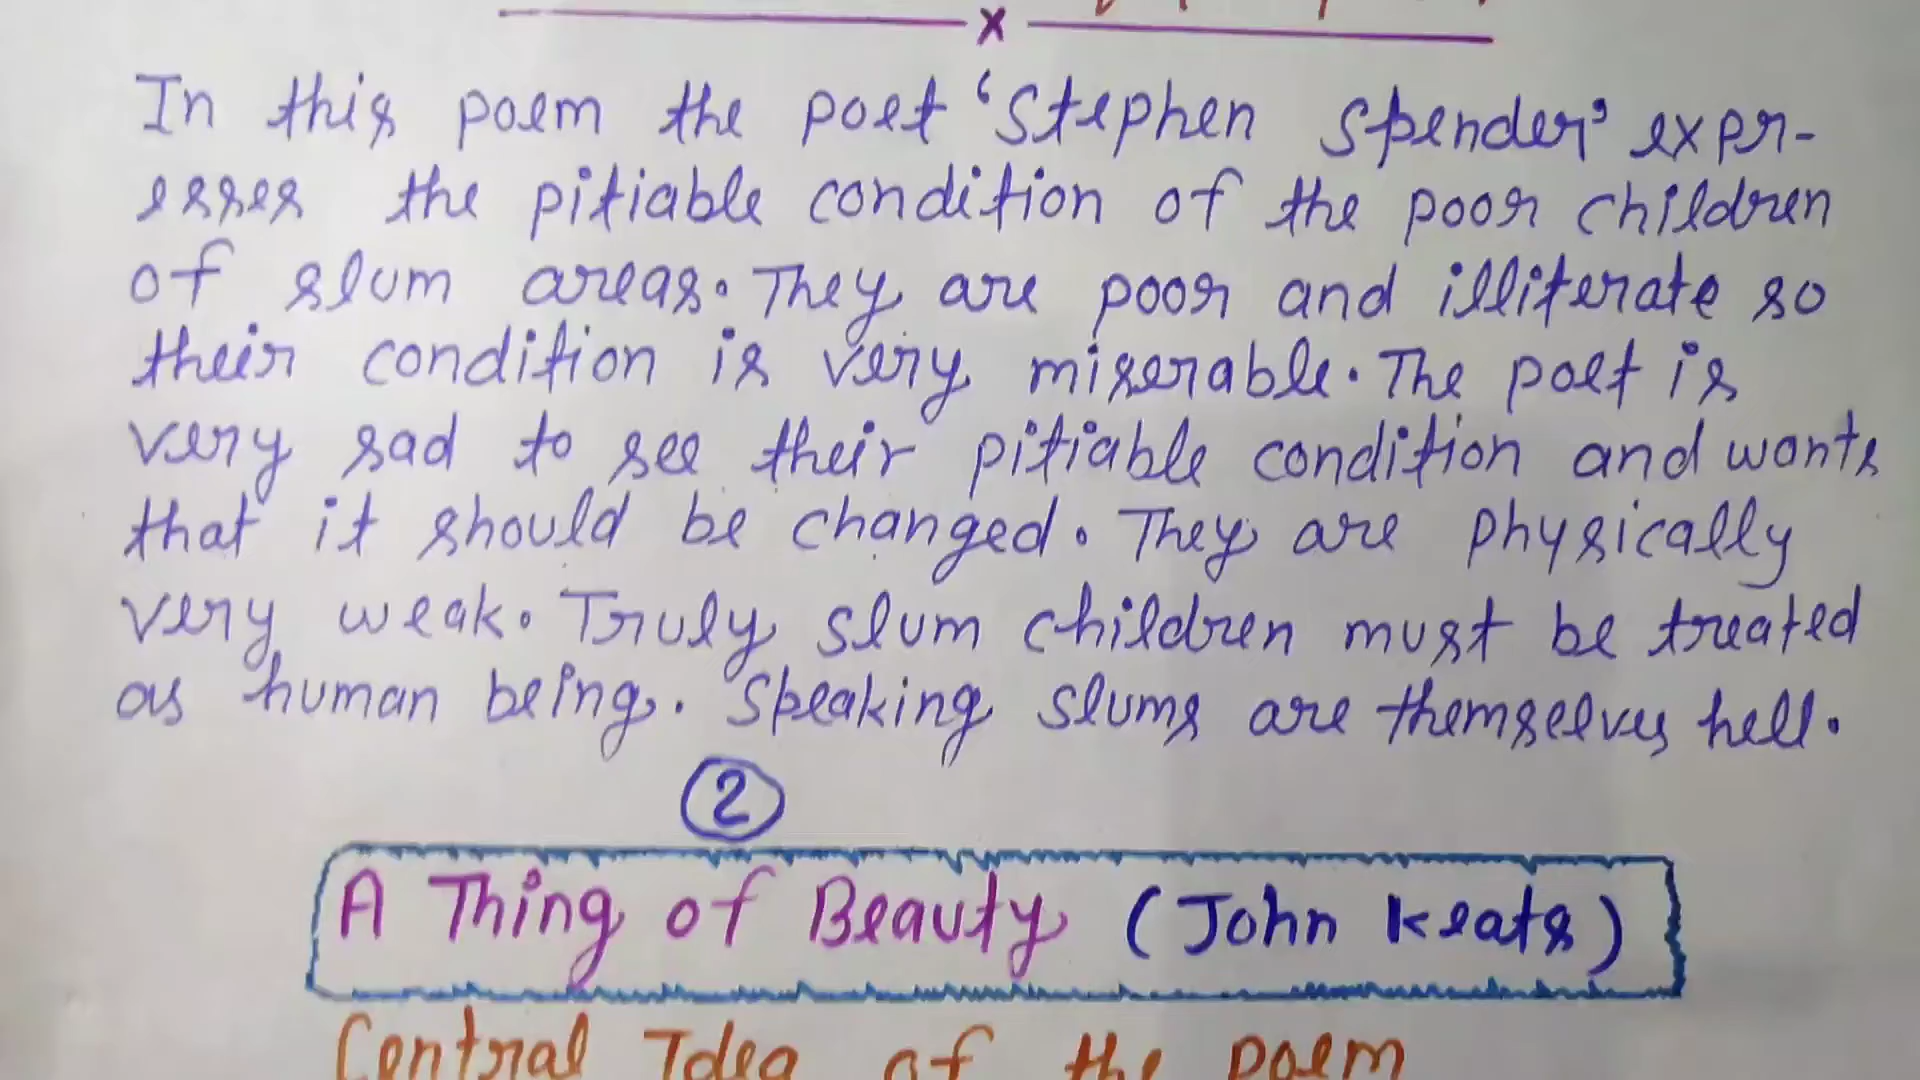 x
In this poem the poet 'Stephen Spender' expr-
esses the pitiable condition of the poor children
of slum areas. They are poor and illiterate so
their condition is very miserable. The poet is
very sad to see their pitiable condition and wants
that it should be changed. They are physically
very weak. Truly slum children must be treated
as human being. Speaking slums are themselves hell.
2
A Thing of Beauty (John Keats)
Central Idea of the poem